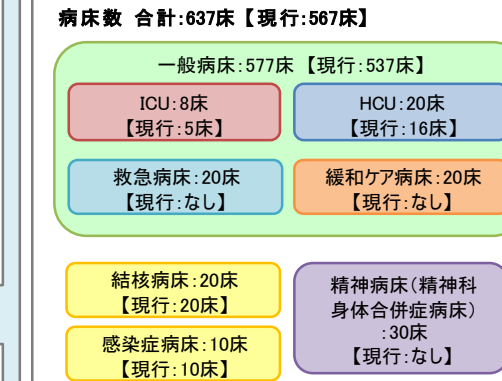 病床数 合計:637床【現行:567床】
一般病床:577床 【現行:537床】
ICU:8床
【現行:5床】
HCU:20床
【現行:16床】
救急病床:20床
【現行:なし】
緩和ケア病床:20床
【現行:なし】
結核病床:20床
【現行:20床】
感染症病床:10床
【現行:10床】
精神病床(精神科
身体合併症病床)
:30床
【現行:なし】